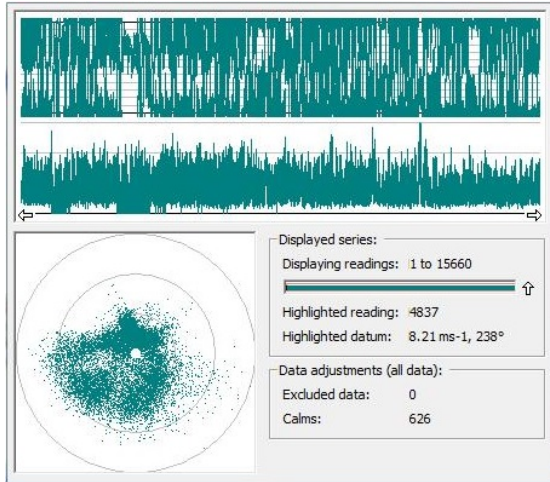 Displayed series:
Displaying readings: 1 to 15660
Highlighted reading: 4837
Highlighted datum: 8.21 ms-1, 238°
Data adjustments (all data):
Excluded data: 0
Calms: 626